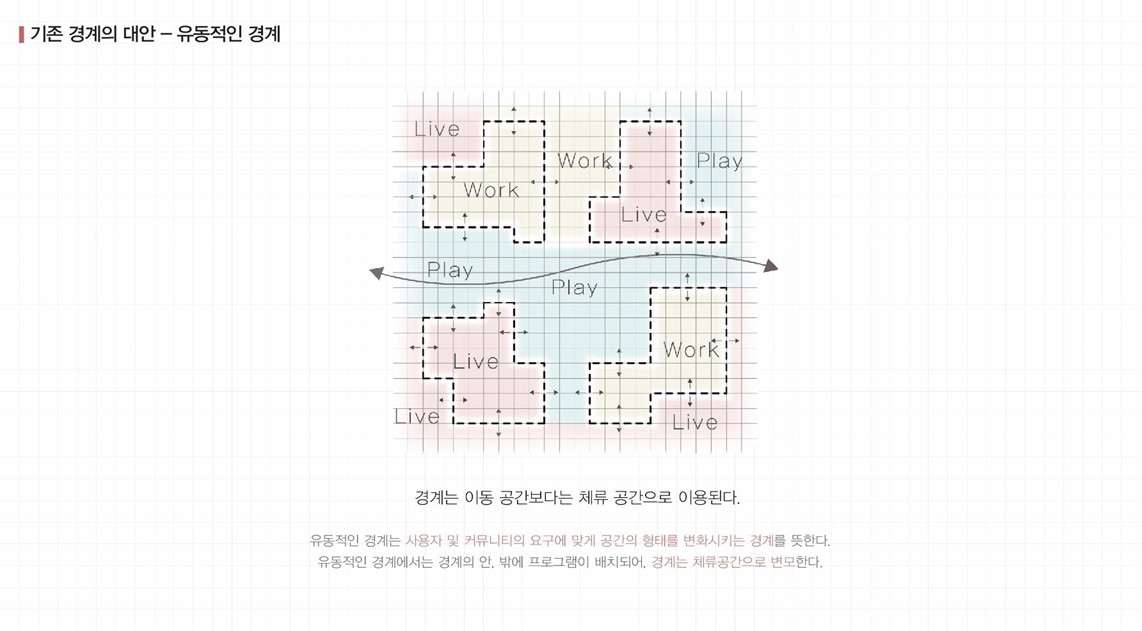 기존 경계의 대안 – 유동적인 경계
Live
Work
Play
Work
Live
Play
Play
Live
Work
Live
Live
경계는 이동 공간보다는 체류 공간으로 이용된다.
유동적인 경계는 사용자 및 커뮤니티의 요구에 맞게 공간의 형태를 변화시키는 경계를 뜻한다.
유동적인 경계에서는 경계의 안, 밖에 프로그램이 배치되어, 경계는 체류공간으로 변모한다.